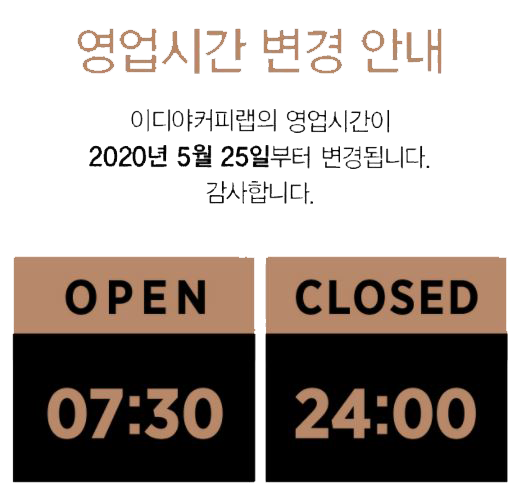 영업시간 변경 안내
이디야커피랩의 영업시간이
2020년 5월 25일부터 변경됩니다.
감사합니다.
OPEN CLOSED
07:30 24:00